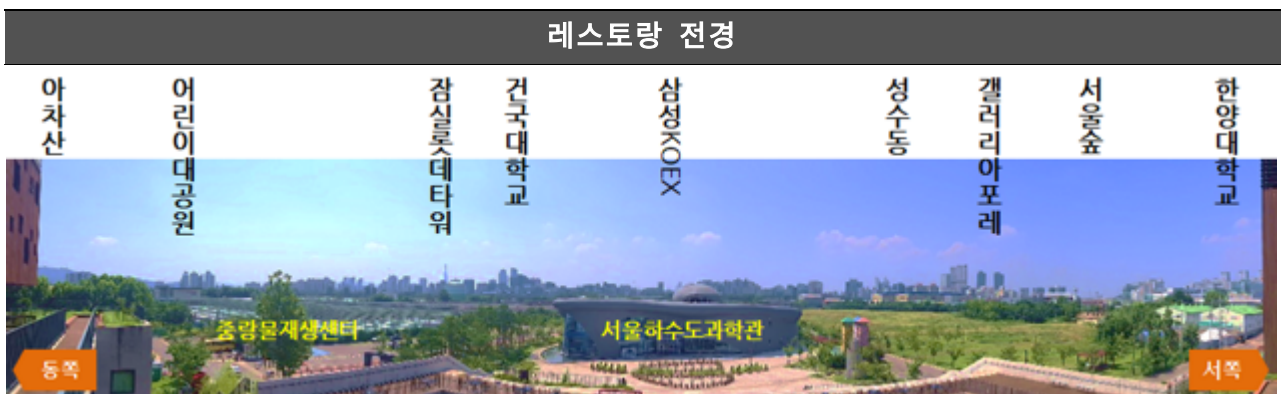 레스토랑 전경
아차산
어린이대공원
잠실롯데타워
건국대학교
삼성KOEX
성수동
갤러리아포레
서울숲
한양대학교
중랑물재생센터
서울하수도과학관
동쪽
서쪽